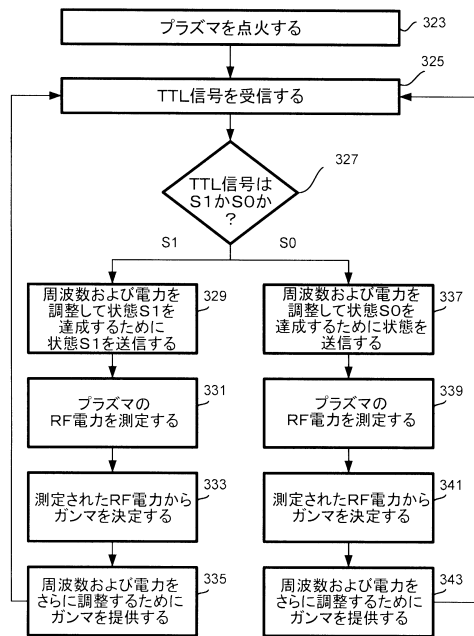 プラズマを点火する
323
TTL信号を受信する
325
TTL信号は
S1かS0か
?
327
S1
S0
周波数および電力を
調整して状態S1を
達成するために
状態S1を送信する
329
周波数および電力を
調整して状態S0を
達成するために状態を
送信する
337
プラズマの
RF電力を測定する
331
プラズマの
RF電力を測定する
339
測定されたRF電力から
ガンマを決定する
333
測定されたRF電力から
ガンマを決定する
341
周波数および電力を
さらに調整するために
ガンマを提供する
335
周波数および電力を
さらに調整するために
ガンマを提供する
343